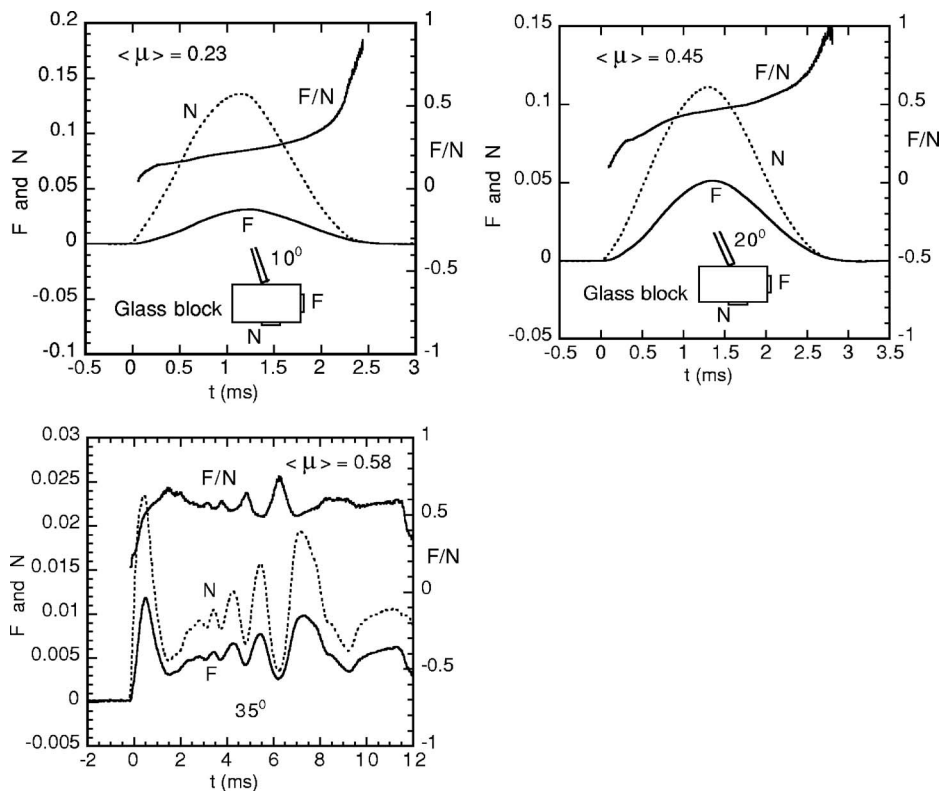 0.2
0.15
0.1
0.05
0
-0.05
-0.1
F and N
1
0.5
0
-0.5
-1
F/N
< μ > = 0.23
N
F/N
F
10⁰
Glass block
F
N
-0.5 0 0.5 1 1.5 2 2.5 3
t (ms)
0.15
0.1
0.05
0
0.05
F and N
1
0.5
0
-0.5
-1
F/N
< μ > = 0.45
F/N
N
F
20⁰
Glass block
F
N
-0.5 0 0.5 1 1.5 2 2.5 3 3.5
t (ms)
0.03
0.025
0.02
0.015
0.01
0.005
0
-0.005
F and N
1
0.5
0
-0.5
-1
F/N
< μ > = 0.58
F/N
N
F
35⁰
-2 0 2 4 6 8 10 12
t (ms)